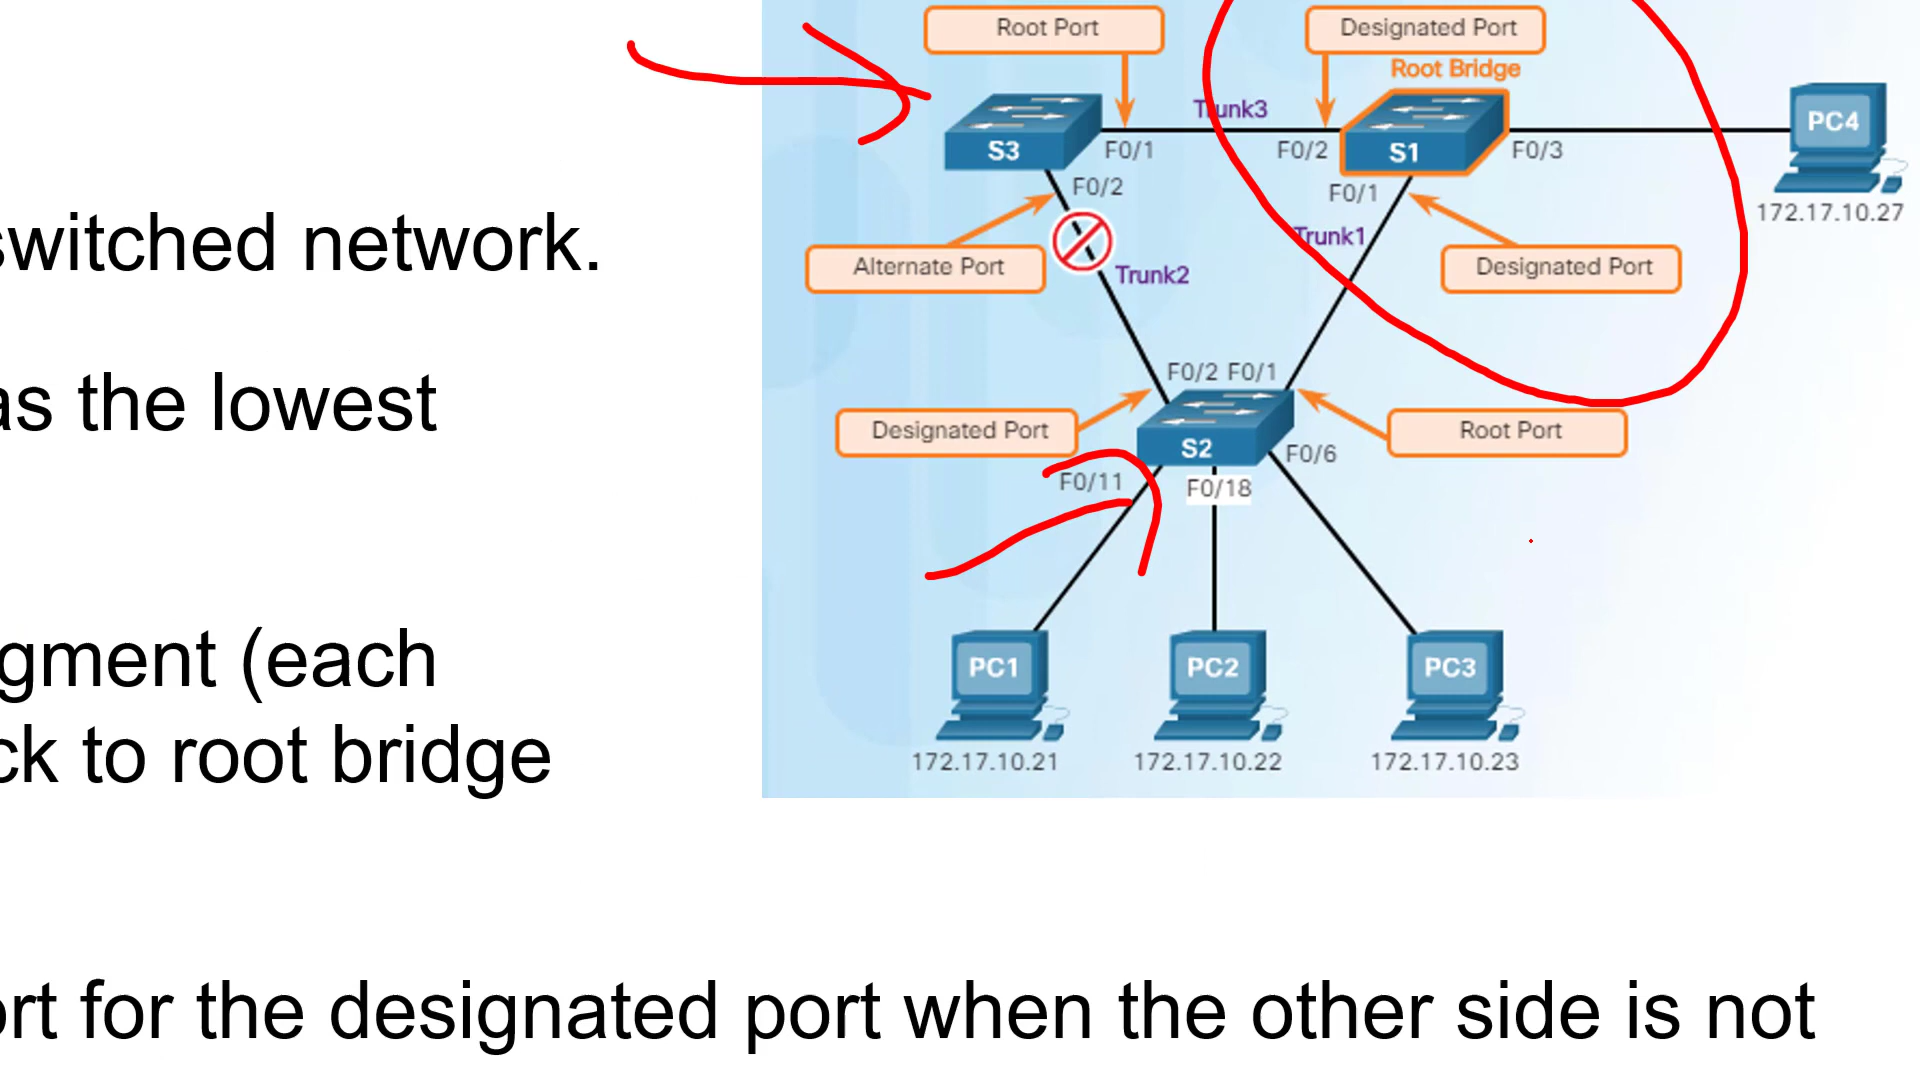 Root Port
Designated Port
Root Bridge
Trunk3
S3
F0/1
F0/2
S1
F0/3
PC4
172.17.10.27
F0/2
F0/1
switched network.
Trunk1
Alternate Port
Trunk2
Designated Port
as the lowest
F0/2 F0/1
Designated Port
S2
Root Port
F0/6
F0/11
F0/18
gment (each
PC1
PC2
PC3
ck to root bridge
172.17.10.21
172.17.10.22
172.17.10.23
ort for the designated port when the other side is not